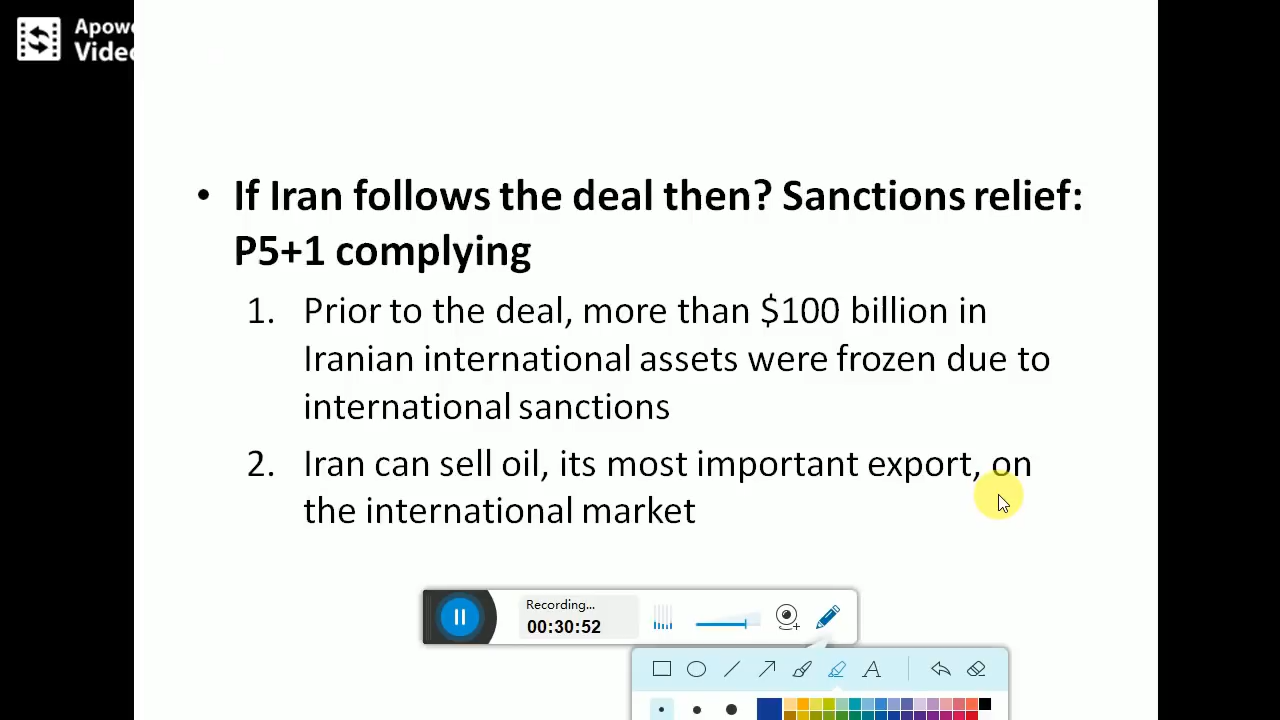 Apowe
Video
• If Iran follows the deal then? Sanctions relief:
P5+1 complying
1. Prior to the deal, more than $100 billion in
Iranian international assets were frozen due to
international sanctions
2. Iran can sell oil, its most important export, on
the international market
Recording...
00:30:52
A